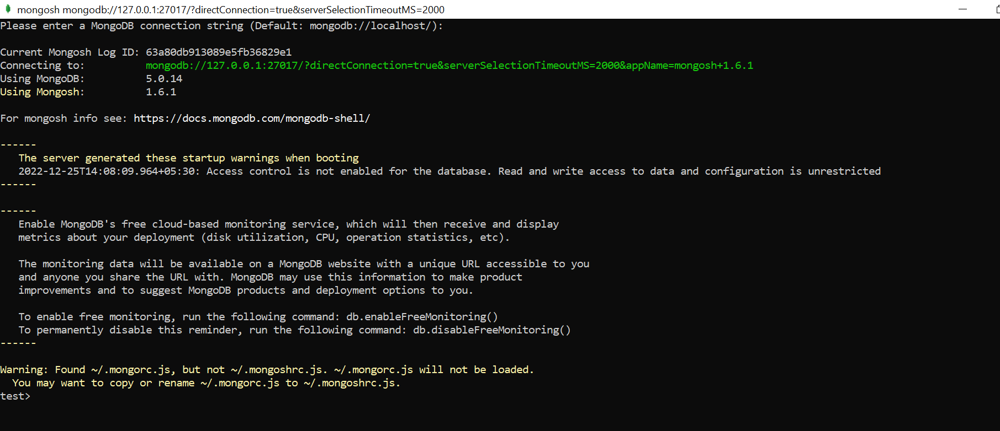 mongosh mongodb://127.0.0.1:27017/?directConnection=true&serverSelectionTimeoutMS=2000
Please enter a MongoDB connection string (Default: mongodb://localhost/):
Current Mongosh Log ID: 63a80db913089e5fb36829e1
Connecting to: mongodb://127.0.0.1:27017/?directConnection=true&serverSelectionTimeoutMS=2000&appName=mongosh+1.6.1
Using MongoDB: 5.0.14
Using Mongosh: 1.6.1
For mongosh info see: https://docs.mongodb.com/mongodb-shell/
------
The server generated these startup warnings when booting
2022-12-25T14:08:09.964+05:30: Access control is not enabled for the database. Read and write access to data and configuration is unrestricted
------
------
Enable MongoDB's free cloud-based monitoring service, which will then receive and display
metrics about your deployment (disk utilization, CPU, operation statistics, etc).
The monitoring data will be available on a MongoDB website with a unique URL accessible to you
and anyone you share the URL with. MongoDB may use this information to make product
improvements and to suggest MongoDB products and deployment options to you.
To enable free monitoring, run the following command: db.enableFreeMonitoring()
To permanently disable this reminder, run the following command: db.disableFreeMonitoring()
------
Warning: Found ~/.mongorc.js, but not ~/.mongoshrc.js. ~/.mongorc.js will not be loaded.
You may want to copy or rename ~/.mongorc.js to ~/.mongoshrc.js.
test>